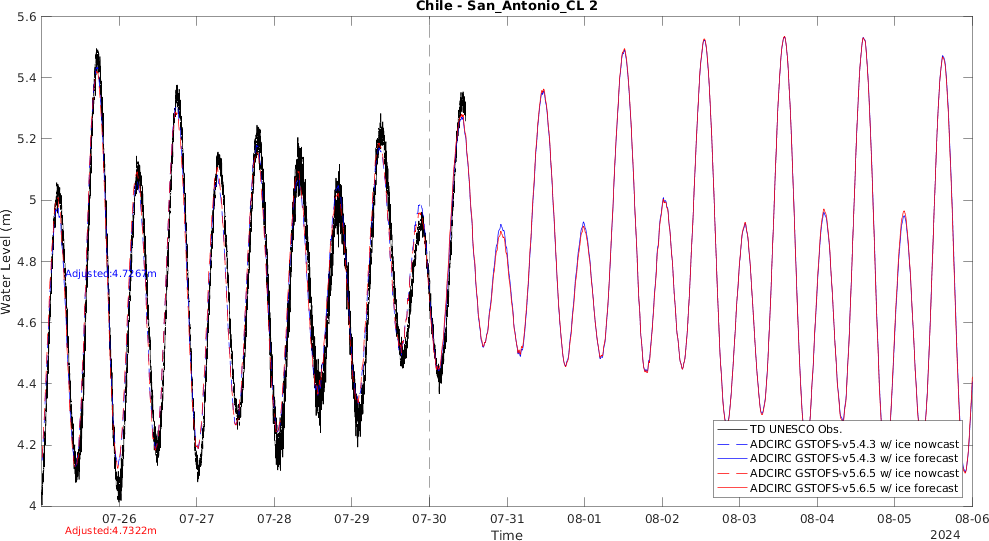 Chile - San_Antonio_CL 2
5.6
5.4
5.2
5
4.8
4.6
4.4
4.2
4
Water Level (m)
Adjusted:4.7267m
Adjusted:4.7322m
TD UNESCO Obs.
ADCIRC GSTOFS-v5.4.3 w/ ice nowcast
ADCIRC GSTOFS-v5.4.3 w/ ice forecast
ADCIRC GSTOFS-v5.6.5 w/ ice nowcast
ADCIRC GSTOFS-v5.6.5 w/ ice forecast
07-26 07-27 07-28 07-29 07-30 07-31 08-01 08-02 08-03 08-04 08-05 08-06
Time
2024